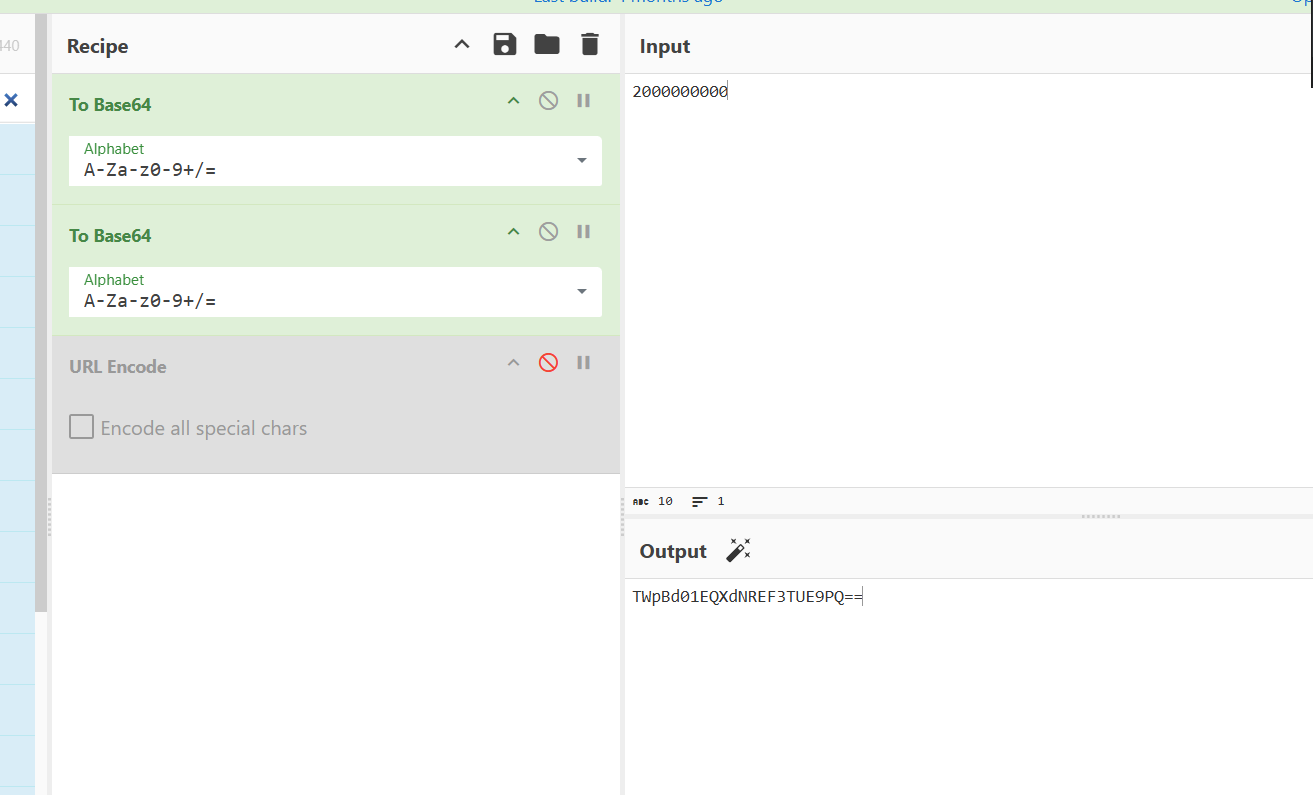 Last build: 4 months ago
440
Recipe
Input
To Base64
Alphabet
A-Za-z0-9+/=
To Base64
Alphabet
A-Za-z0-9+/=
URL Encode
Encode all special chars
2000000000
ABC 10 1
Output
TWpBd01EQXdNREF3TUE9PQ==